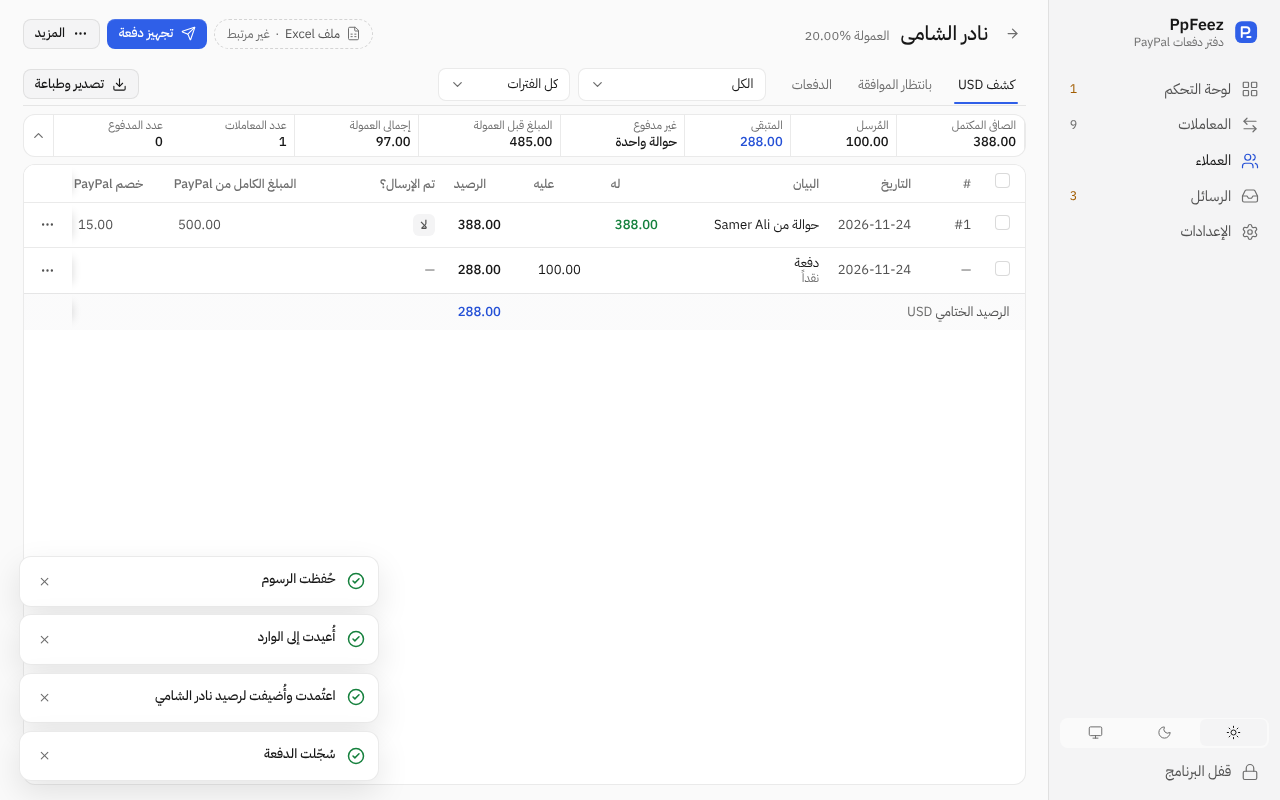 PpFeez
دفتر دفعات PayPal
لوحة التحكم 1
المعاملات 9
العملاء
الرسائل 3
الإعدادات
قفل البرنامج
نادر الشامي العمولة 20.00%
ملف Excel · غير مرتبط
تجهيز دفعة
المزيد
كشف USD
بانتظار الموافقة
الدفعات
الكل
كل الفترات
تصدير وطباعة
الصافي المكتمل
388.00
المُرسل
100.00
المتبقي
288.00
غير مدفوع
حوالة واحدة
المبلغ قبل العمولة
485.00
إجمالي العمولة
97.00
عدد المعاملات
1
عدد المدفوع
0
# التاريخ البيان له عليه الرصيد تم الإرسال؟ المبلغ الكامل من PayPal خصم PayPal
#1 2026-11-24 حوالة من Samer Ali 388.00 388.00 لا 500.00 15.00
— 2026-11-24 دفعة 100.00 288.00 —
نقداً
الرصيد الختامي USD 288.00
حُفظت الرسوم
أُعيدت إلى الوارد
اعتُمدت وأُضيفت لرصيد نادر الشامي
سُجّلت الدفعة